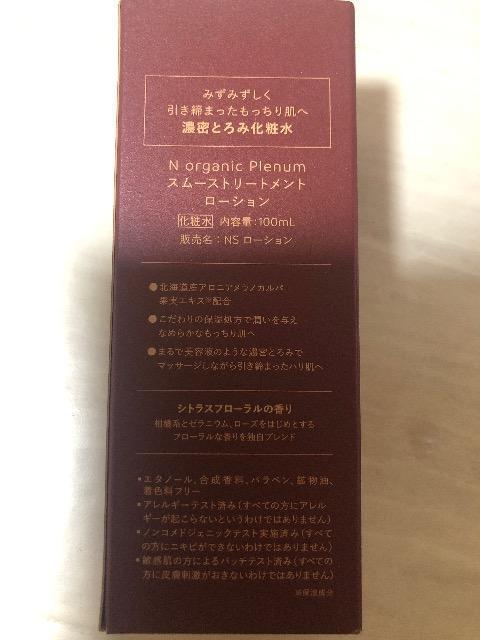 みずみずしく
引き締まったもっちり肌へ
濃密とろみ化粧水
N organic Plenum
スムーストリートメント
ローション
化粧水 内容量:100mL
販売名:NS ローション
●北海道産アロニアメラノカルパ
果実エキス※配合
●こだわりの保湿処方で潤いを与え
なめらかなもっちり肌へ
●まるで美容液のような濃密とろみで
マッサージしながら引き締まったハリ肌へ
シトラスフローラルの香り
柑橘系とゼラニウム、ローズをはじめとする
フローラルな香りを独自ブレンド
•エタノール、合成香料、パラベン、鉱物油、
着色料フリー
•アレルギーテスト済み(すべての方にアレル
ギーが起こらないというわけではありません)
•ノンコメドジェニックテスト実施済み(すべて
の方にニキビができないわけではありません)
•敏感肌の方によるパッチテスト済み(すべての
方に皮膚刺激がおきないわけではありません)
※保湿成分